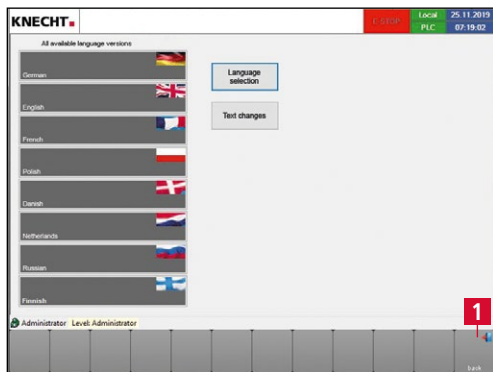 KNECHT
E-STOP
Local
PLC
25.11.2019
07:19:02
All available language versions
German
English
French
Polish
Danish
Netherlands
Russian
Finnish
Language
selection
Text changes
Administrator Level: Administrator
1
back